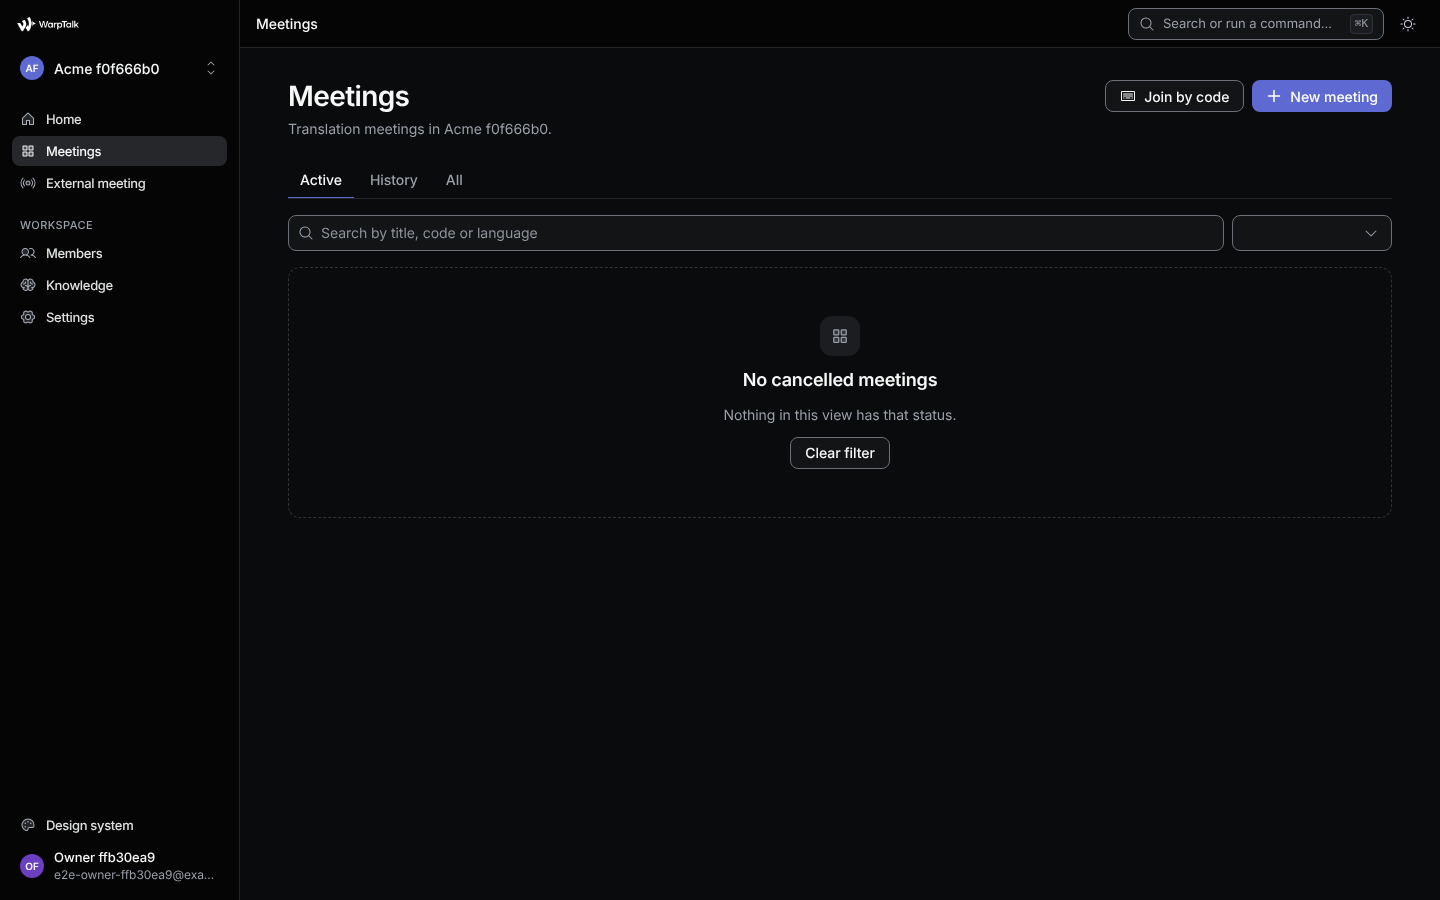 WarpTalk
Meetings
Search or run a command...
⌘K
AF
Acme f0f666b0
Home
Meetings
External meeting
WORKSPACE
Members
Knowledge
Settings
Meetings
Join by code
New meeting
Translation meetings in Acme f0f666b0.
Active
History
All
Search by title, code or language
No cancelled meetings
Nothing in this view has that status.
Clear filter
Design system
OF
Owner ffb30ea9
e2e-owner-ffb30ea9@exa...